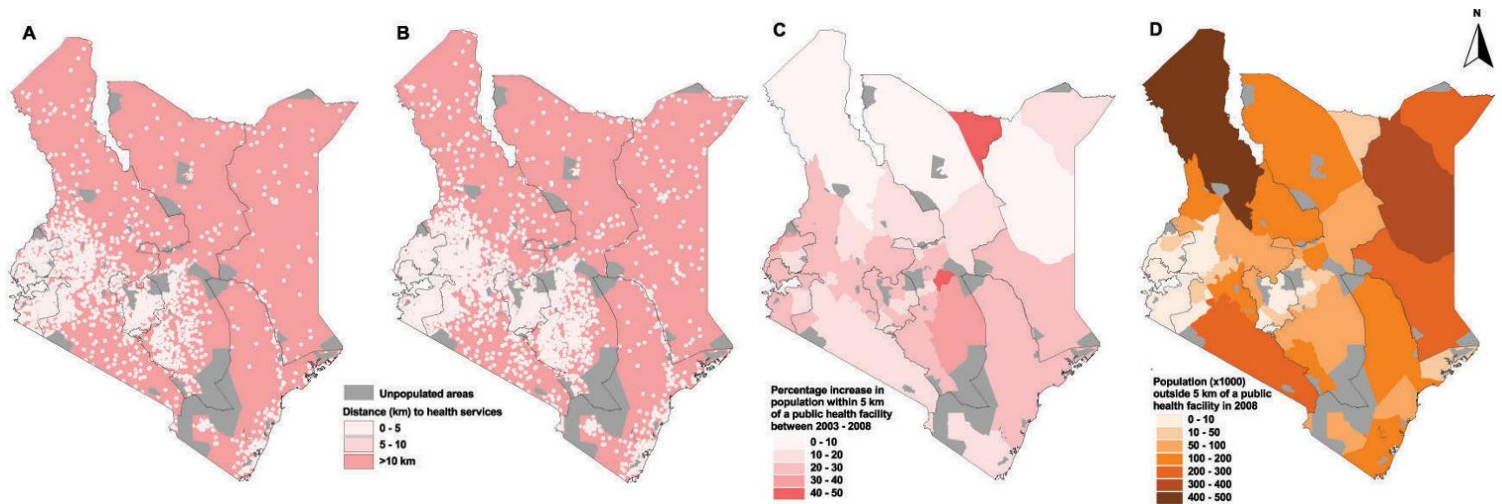 A
B
C
D
N
Unpopulated areas
Distance (km) to health services
0 - 5
5 - 10
>10 km
Percentage increase in
population within 5 km
of a public health facility
between 2003 - 2008
0 - 10
10 - 20
20 - 30
30 - 40
40 - 50
Population (x1000)
outside 5 km of a public
health facility in 2008
0 - 10
10 - 50
50 - 100
100 - 200
200 - 300
300 - 400
400 - 500